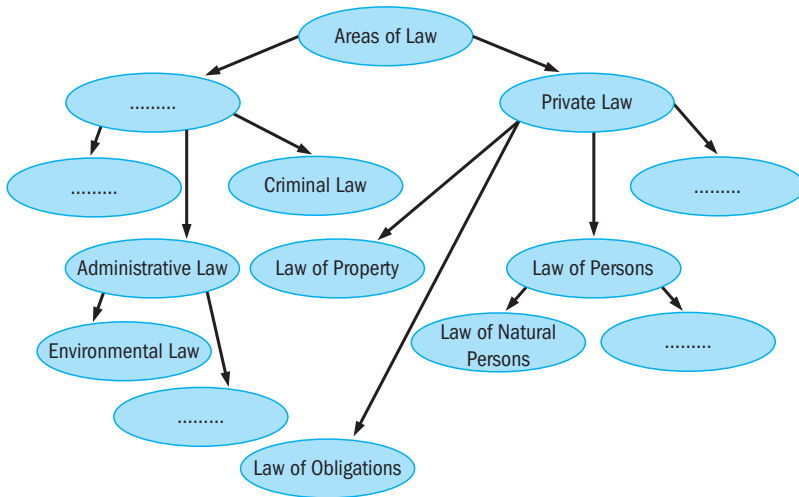 Areas of Law
.........
Private Law
.........
Criminal Law
.........
Administrative Law
Law of Property
Law of Persons
Environmental Law
Law of Natural
Persons
.........
.........
Law of Obligations